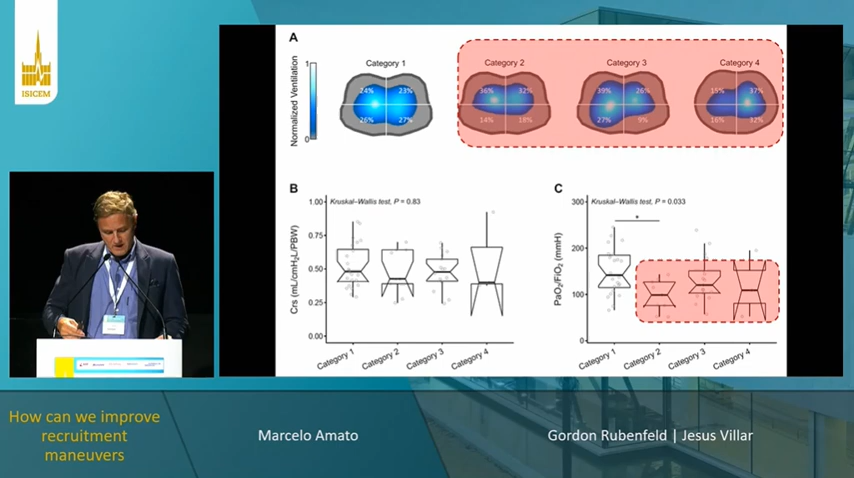 ISICEM
A
Normalized Ventilation
1
0
Category 1
24% 23%
26% 27%
Category 2
36% 32%
14% 18%
Category 3
39% 26%
27% 9%
Category 4
15% 37%
16% 32%
B
Kruskal–Wallis test, P = 0.83
Crs (mL/cmH₂L/PBW)
1.00
0.75
0.50
0.25
0.00
Category 1
Category 2
Category 3
Category 4
C
Kruskal–Wallis test, P = 0.033
*
PaO₂/FiO₂ (mmH)
300
200
100
0
Category 1
Category 2
Category 3
Category 4
How can we improve
recruitment
maneuvers
Marcelo Amato
Gordon Rubenfeld | Jesus Villar